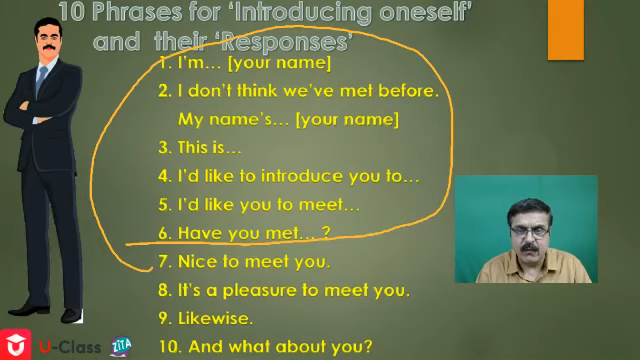 10 Phrases for ‘Introducing oneself’
and their ‘Responses’
1. I’m… [your name]
2. I don’t think we’ve met before.
My name’s… [your name]
3. This is…
4. I’d like to introduce you to…
5. I’d like you to meet…
6. Have you met… ?
7. Nice to meet you.
8. It’s a pleasure to meet you.
9. Likewise.
10. And what about you?
U-Class ZITA